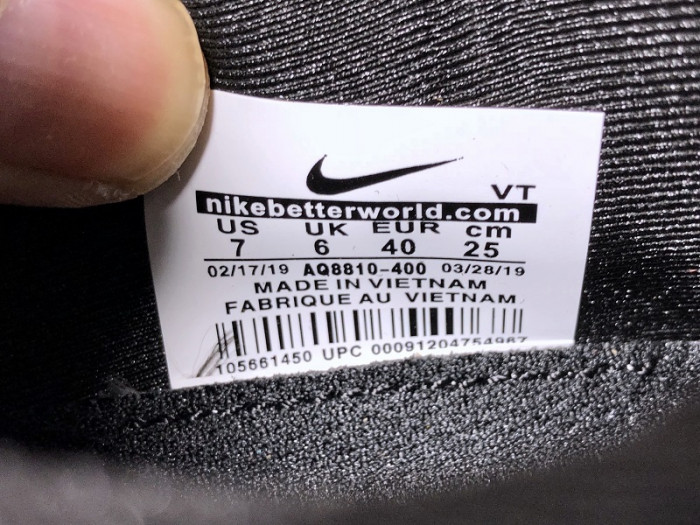 VT
nikebetterworld.com
US UK EUR cm
7 6 40 25
02/17/19 AQ8810-400 03/28/19
MADE IN VIETNAM
FABRIQUE AU VIETNAM
105661450 UPC 00091204754967